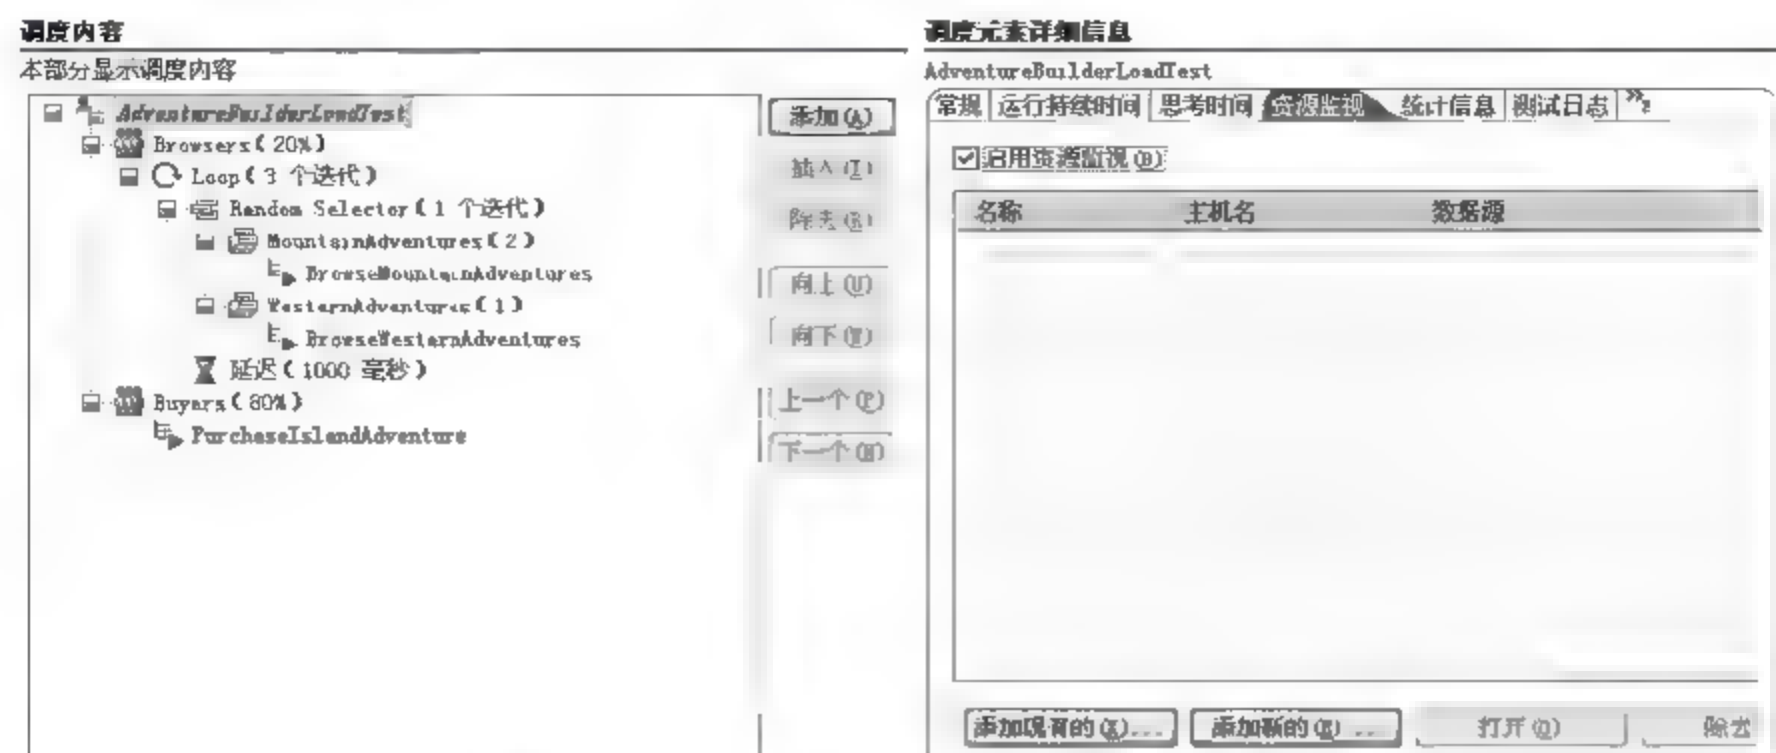 调度内容
本部分显示调度内容
AdventureBuilderLoadTest
Browsers(20%)
Loop(3 个迭代)
Random Selector(1 个迭代)
MountainAdventures(2)
BrowseMountainAdventures
WesternAdventures(1)
BrowseWesternAdventures
延迟(1000 毫秒)
Buyers(80%)
PurchaseIslandAdventure
添加(A)
插入(I)
除去(R)
向上(U)
向下(W)
上一个(P)
下一个(N)
调度元素详细信息
AdventureBuilderLoadTest
常规 运行持续时间 思考时间 资源监视 统计信息 测试日志 »2
启用资源监视(B)
名称 主机名 数据源
添加现有的(X)... 添加新的(E)... 打开(O) 除去